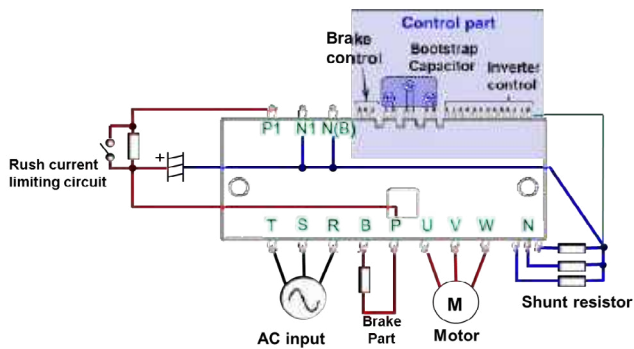 Control part
Brake
control
Bootstrap
Capacitor
Inverter
control
P1 N1 N(B)
Rush current
limiting circuit
+
T S R B P U V W N
M
AC input
Brake
Part
Motor
Shunt resistor